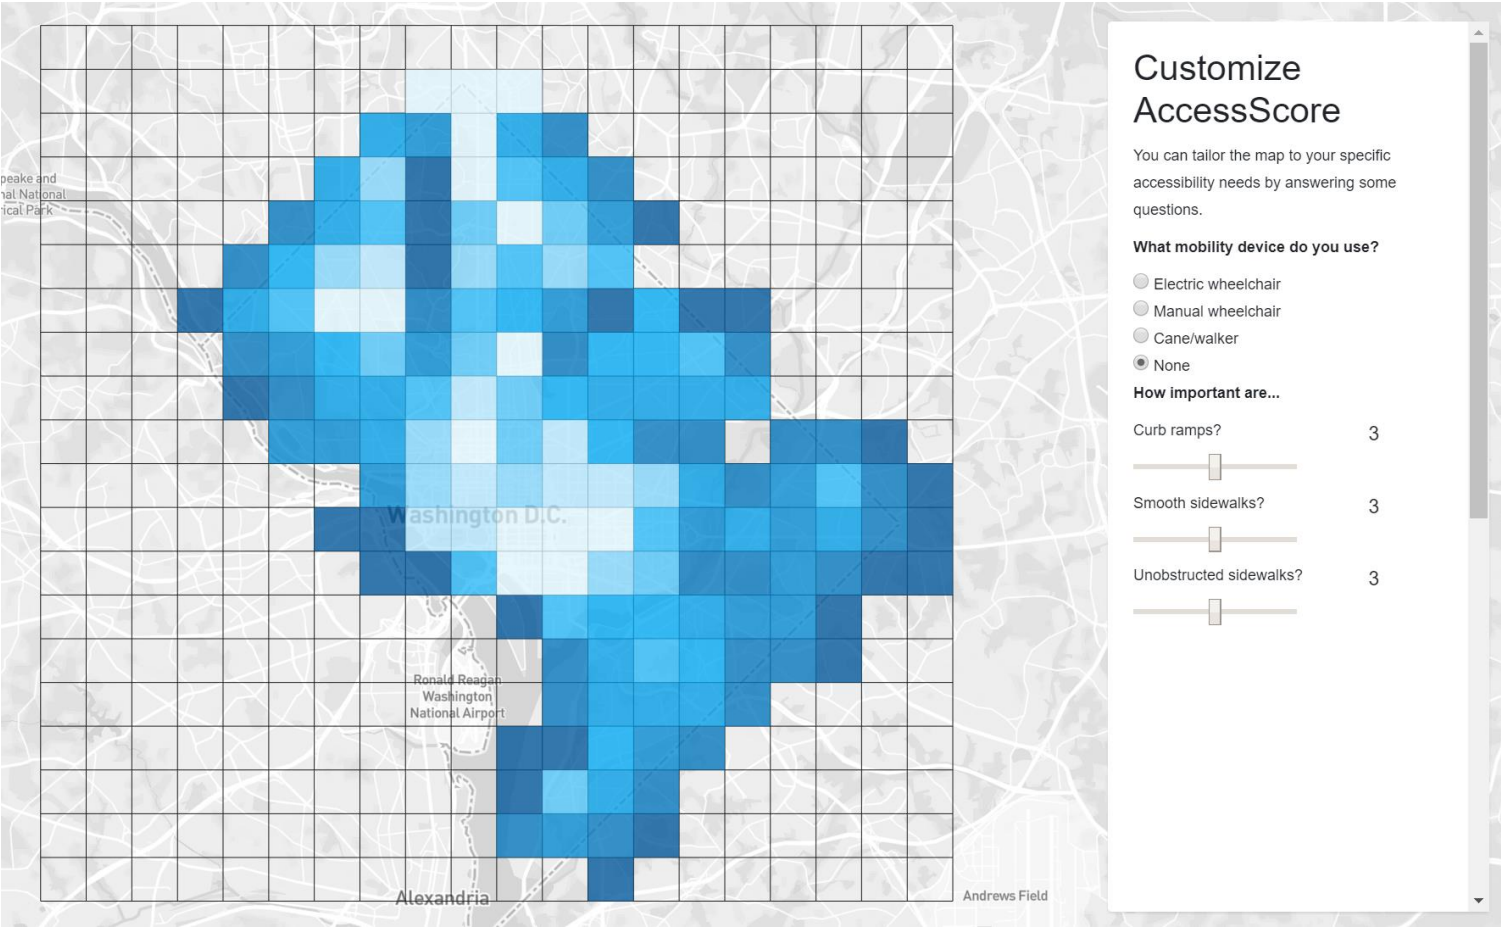 peake and
nal National
rical Park
Washington D.C.
Ronald Reagan
Washington
National Airport
Alexandria
Andrews Field
Customize
AccessScore
You can tailor the map to your specific
accessibility needs by answering some
questions.
What mobility device do you use?
Electric wheelchair
Manual wheelchair
Cane/walker
None
How important are...
Curb ramps? 3
Smooth sidewalks? 3
Unobstructed sidewalks? 3